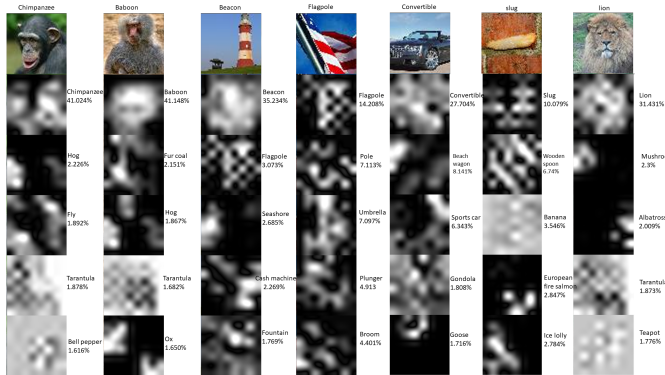 Chimpanzee Baboon Beacon Flagpole Convertible slug lion
Chimpanzee Baboon Beacon Flagpole Convertible Slug Lion
41.024% 41.148% 35.234% 14.208% 27.704% 10.079% 31.431%
Hog Fur coal Flagpole Pole Beach wagon Wooden spoon Mushro
2.226% 2.151% 3.073% 7.113% 8.141% 6.74% 2.3%
Fly Hog Seashore Umbrella Sports car Banana Albatros
1.892% 1.867% 2.685% 7.097% 6.343% 3.546% 2.009%
Tarantula Tarantula Cash machine Plunger Gondola European fire salmon Tarantul
1.878% 1.682% 2.269% 4.913 1.808% 2.847% 1.873%
Bell pepper Ox Fountain Broom Goose Ice lolly Teapot
1.616% 1.650% 1.769% 4.401% 1.716% 2.784% 1.776%